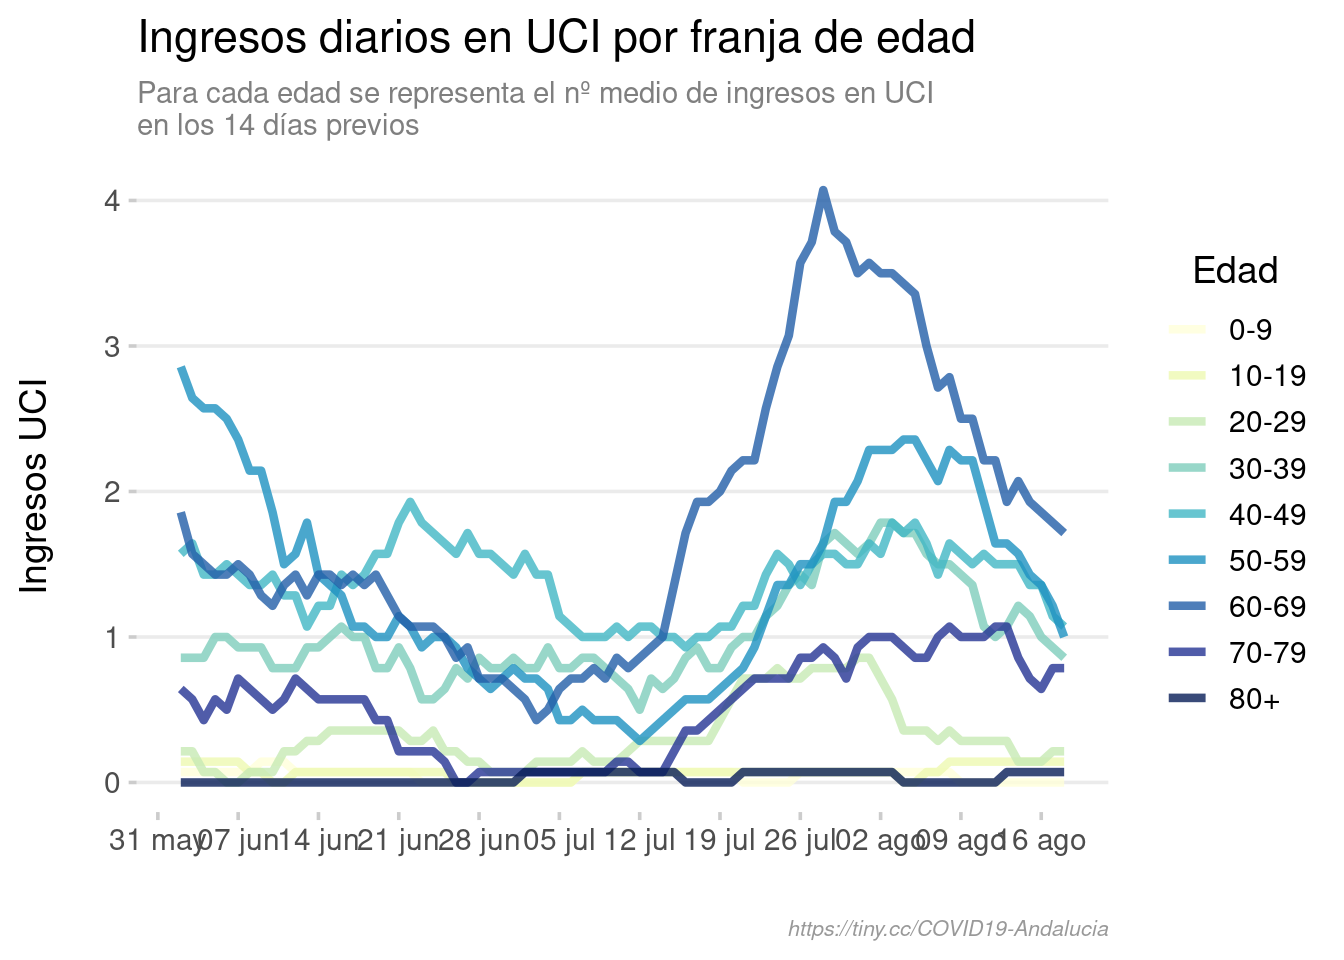 Ingresos diarios en UCI por franja de edad
Para cada edad se representa el nº medio de ingresos en UCI
en los 14 días previos
Ingresos UCI
4
3
2
1
0
31 may
07 jun
14 jun
21 jun
28 jun
05 jul
12 jul
19 jul
26 jul
02 ago
09 ago
16 ago
Edad
0-9
10-19
20-29
30-39
40-49
50-59
60-69
70-79
80+
https://tiny.cc/COVID19-Andalucia